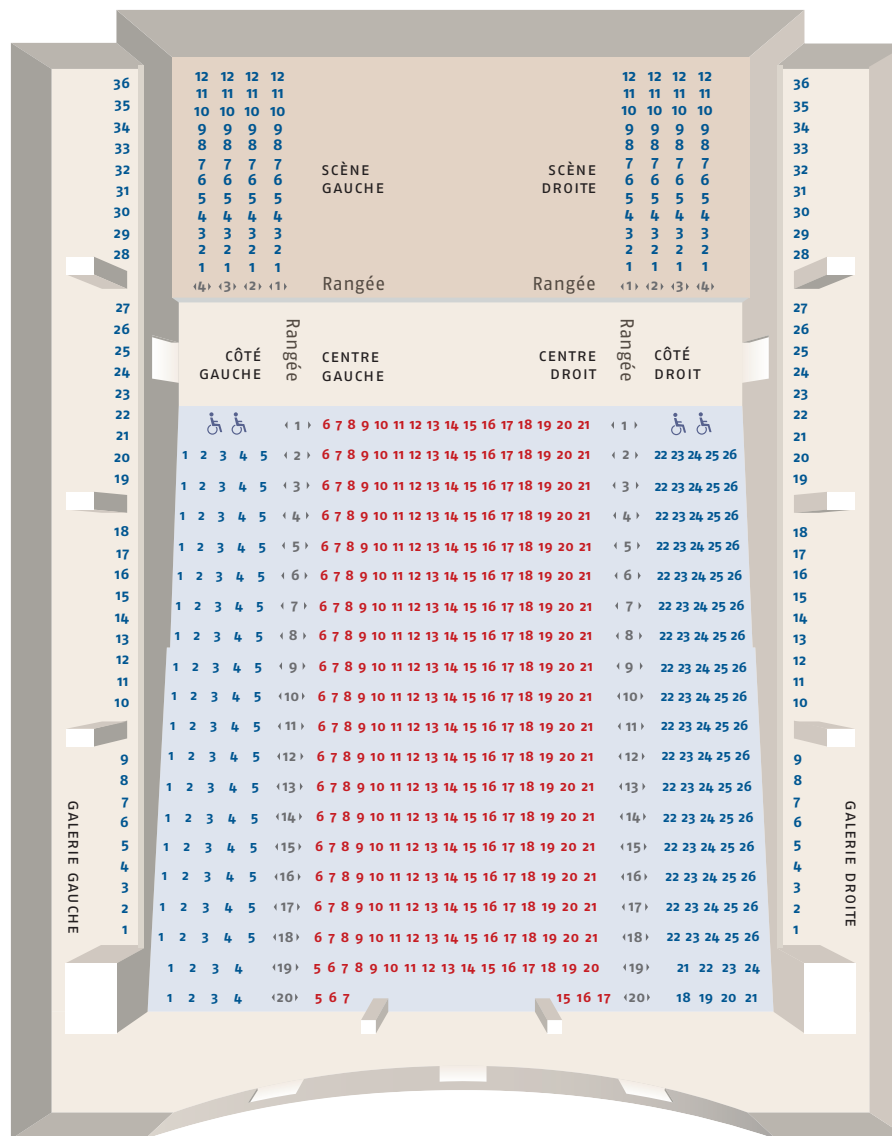 36 12 12 12 12 12 12 12 12 36
35 11 11 11 11 11 11 11 11 35
34 10 10 10 10 10 10 10 10 34
33 9 9 9 9 9 9 9 9 33
8 8 8 8 8 8 8 8
32 7 7 7 7 SCÈNE SCÈNE 7 7 7 7 32
31 6 6 6 6 GAUCHE DROITE 6 6 6 6 31
5 5 5 5 5 5 5 5
30 4 4 4 4 4 4 4 4 30
29 3 3 3 3 3 3 3 3 29
28 2 2 2 2 2 2 2 2 28
1 1 1 1 1 1 1 1
4 3 2 1 Rangée Rangée 1 2 3 4
27 27
26 Rangée Rangée 26
25 CÔTÉ CENTRE CENTRE CÔTÉ 25
24 GAUCHE GAUCHE DROIT DROIT 24
23 23
22 1 6 7 8 9 10 11 12 13 14 15 16 17 18 19 20 21 1 22
21 21
20 1 2 3 4 5 2 6 7 8 9 10 11 12 13 14 15 16 17 18 19 20 21 2 22 23 24 25 26 20
19 1 2 3 4 5 3 6 7 8 9 10 11 12 13 14 15 16 17 18 19 20 21 3 22 23 24 25 26 19
1 2 3 4 5 4 6 7 8 9 10 11 12 13 14 15 16 17 18 19 20 21 4 22 23 24 25 26
18 18
17 1 2 3 4 5 5 6 7 8 9 10 11 12 13 14 15 16 17 18 19 20 21 5 22 23 24 25 26 17
16 1 2 3 4 5 6 6 7 8 9 10 11 12 13 14 15 16 17 18 19 20 21 6 22 23 24 25 26 16
15 1 2 3 4 5 7 6 7 8 9 10 11 12 13 14 15 16 17 18 19 20 21 7 22 23 24 25 26 15
14 14
13 1 2 3 4 5 8 6 7 8 9 10 11 12 13 14 15 16 17 18 19 20 21 8 22 23 24 25 26 13
12 1 2 3 4 5 9 6 7 8 9 10 11 12 13 14 15 16 17 18 19 20 21 9 22 23 24 25 26 12
11 11
10 1 2 3 4 5 10 6 7 8 9 10 11 12 13 14 15 16 17 18 19 20 21 10 22 23 24 25 26 10
1 2 3 4 5 11 6 7 8 9 10 11 12 13 14 15 16 17 18 19 20 21 11 22 23 24 25 26
9 1 2 3 4 5 12 6 7 8 9 10 11 12 13 14 15 16 17 18 19 20 21 12 22 23 24 25 26 9
8 1 2 3 4 5 13 6 7 8 9 10 11 12 13 14 15 16 17 18 19 20 21 13 22 23 24 25 26 8
7 7
6 1 2 3 4 5 14 6 7 8 9 10 11 12 13 14 15 16 17 18 19 20 21 14 22 23 24 25 26 6
5 1 2 3 4 5 15 6 7 8 9 10 11 12 13 14 15 16 17 18 19 20 21 15 22 23 24 25 26 5
4 1 2 3 4 5 16 6 7 8 9 10 11 12 13 14 15 16 17 18 19 20 21 16 22 23 24 25 26 4
3 3
2 1 2 3 4 5 17 6 7 8 9 10 11 12 13 14 15 16 17 18 19 20 21 17 22 23 24 25 26 2
1 1 2 3 4 5 18 6 7 8 9 10 11 12 13 14 15 16 17 18 19 20 21 18 22 23 24 25 26 1
1 2 3 4 19 5 6 7 8 9 10 11 12 13 14 15 16 17 18 19 20 19 21 22 23 24
1 2 3 4 20 5 6 7 15 16 17 20 18 19 20 21
GALERIE GAUCHE
GALERIE DROITE